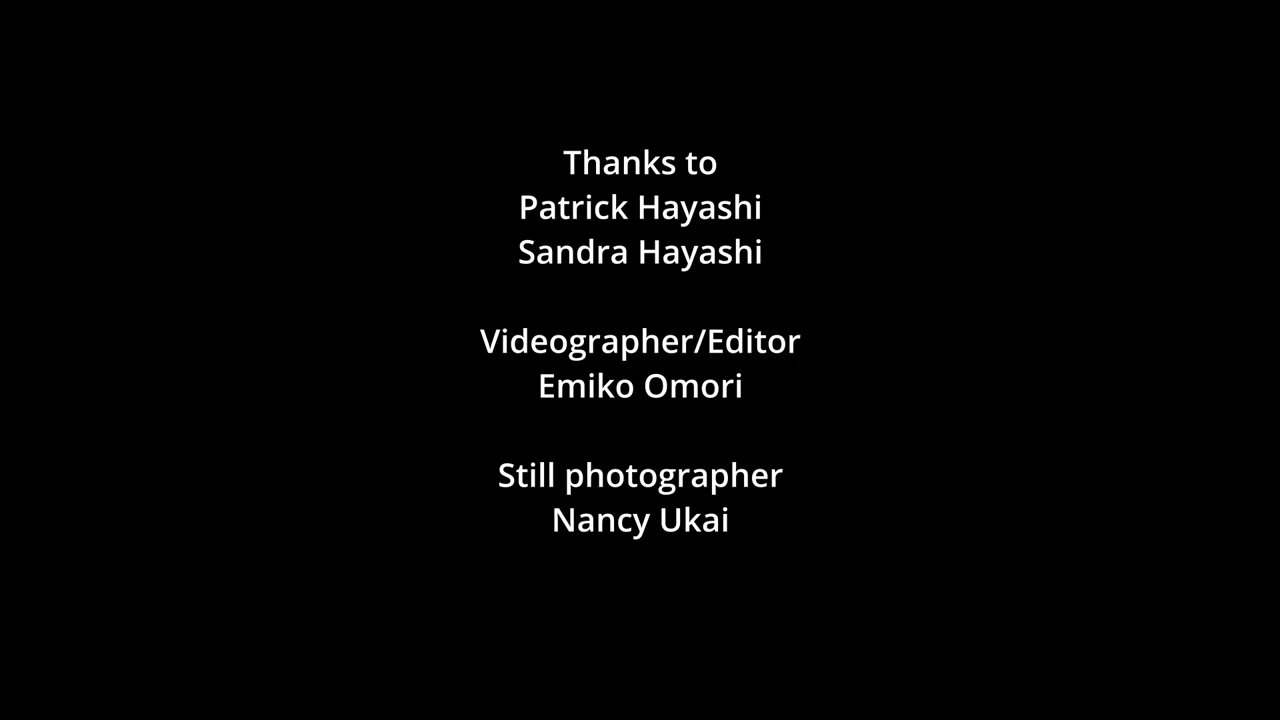 Thanks to
Patrick Hayashi
Sandra Hayashi
Videographer/Editor
Emiko Omori
Still photographer
Nancy Ukai